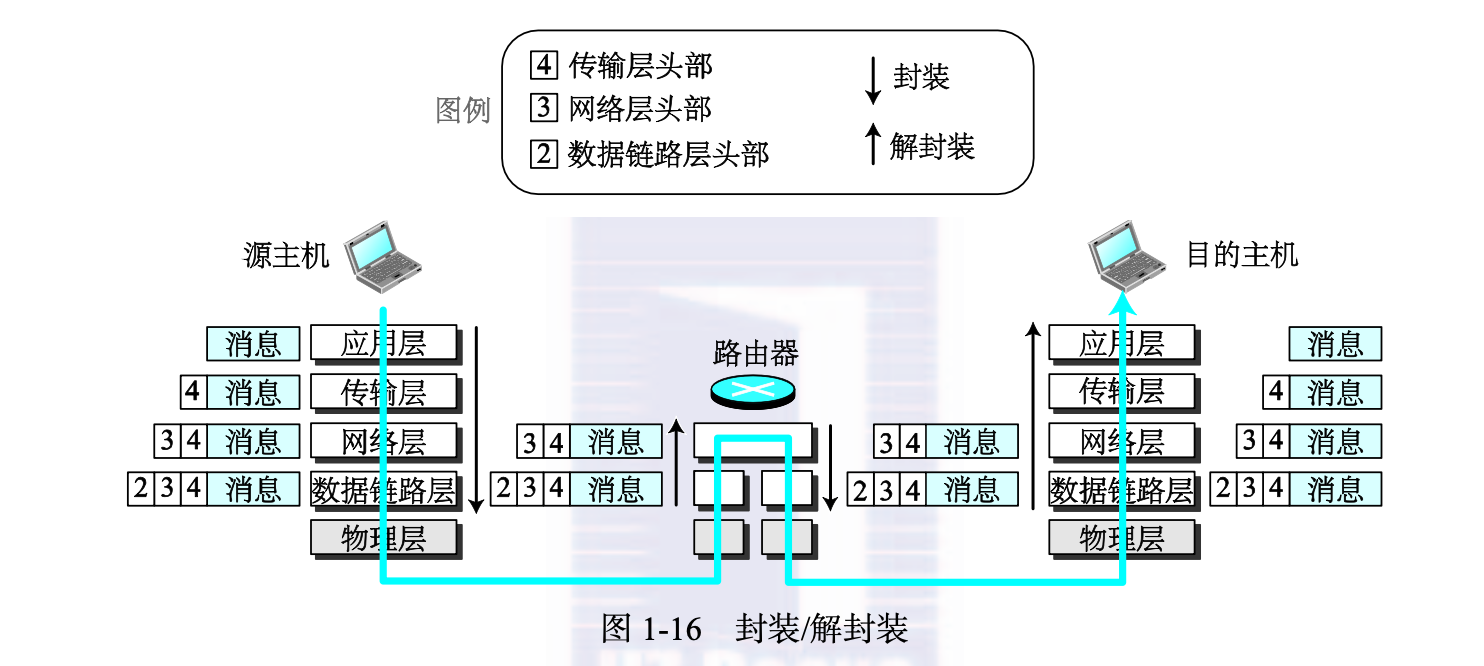 图例
4 传输层头部
3 网络层头部
2 数据链路层头部
封装
解封装
源主机
目的主机
消息 应用层
4 消息 传输层
3 4 消息 网络层
2 3 4 消息 数据链路层
物理层
路由器
3 4 消息
2 3 4 消息
3 4 消息
2 3 4 消息
应用层 消息
传输层 4 消息
网络层 3 4 消息
数据链路层 2 3 4 消息
物理层
图 1-16 封装/解封装